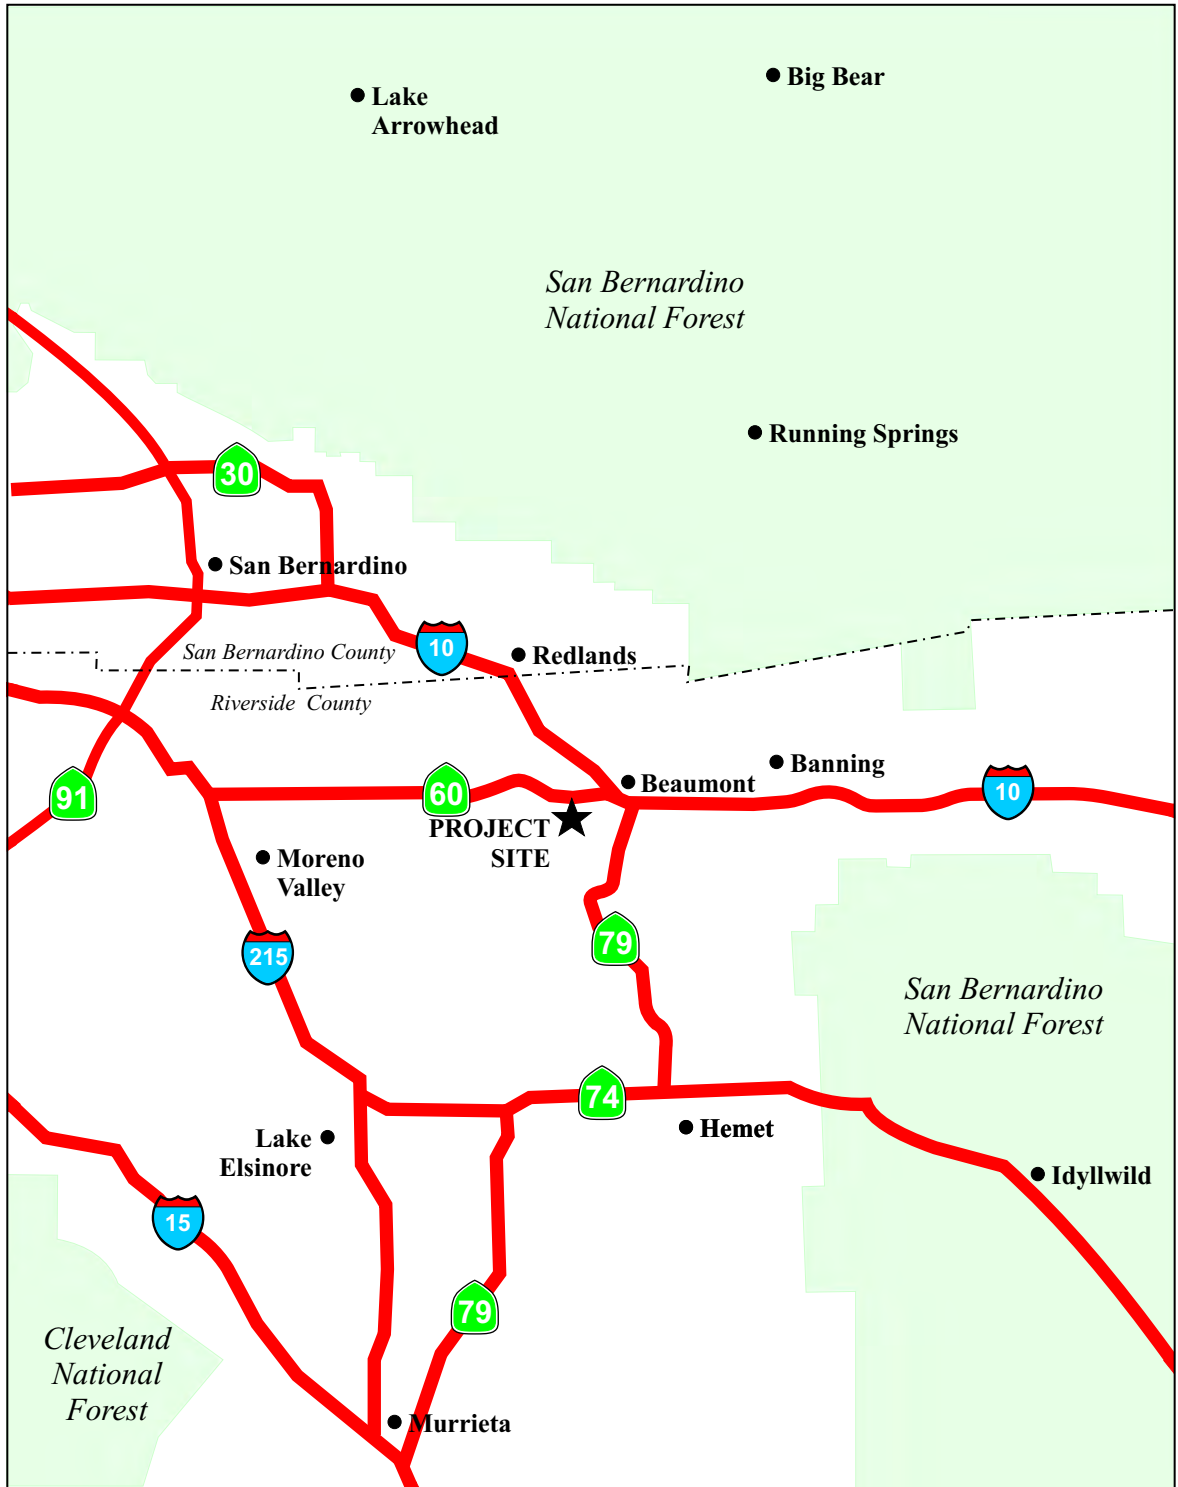 Big Bear
Lake
Arrowhead
San Bernardino
National Forest
Running Springs
30
San Bernardino
10
San Bernardino County
Redlands
Riverside County
Banning
Beaumont
10
91
60
PROJECT
SITE
Moreno
Valley
79
215
San Bernardino
National Forest
74
Hemet
Lake
Elsinore
Idyllwild
15
79
Cleveland
National
Forest
Murrieta